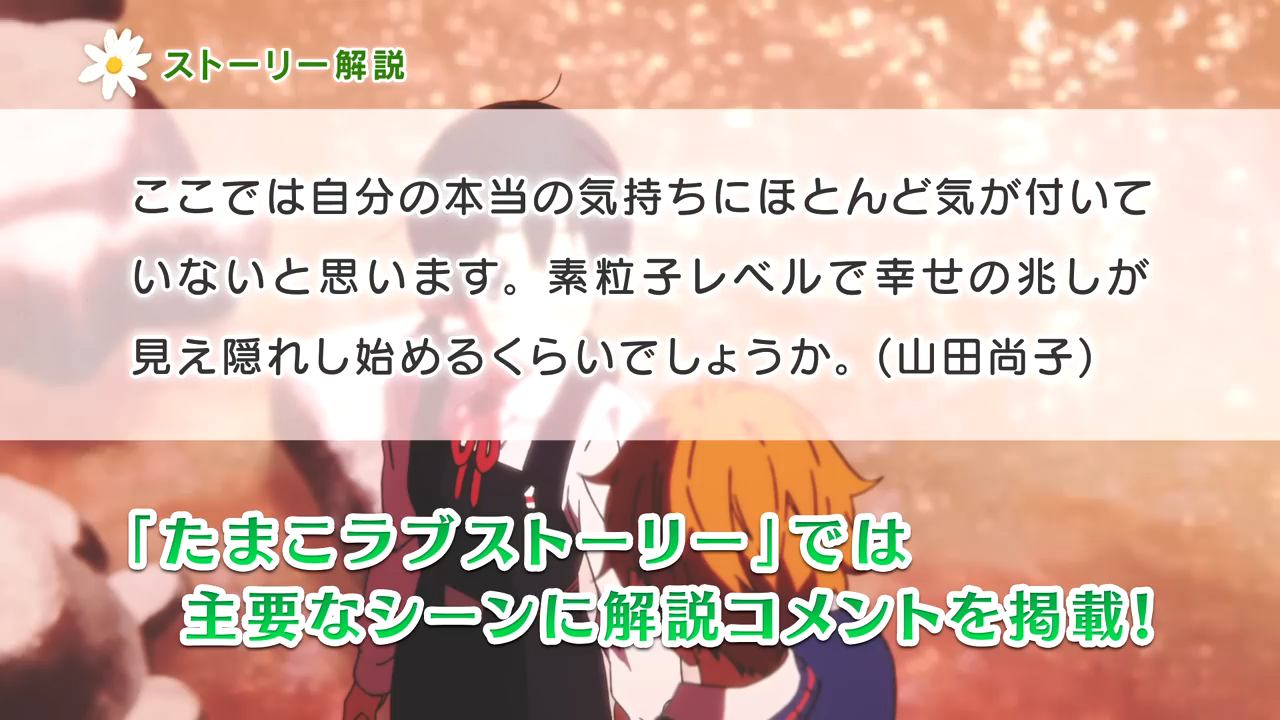 ストーリー解説
ここでは自分の本当の気持ちにほとんど気が付いて
いないと思います。素粒子レベルで幸せの兆しが
見え隠れし始めるくらいでしょうか。(山田尚子)
「たまこラブストーリー」では
主要なシーンに解説コメントを掲載!